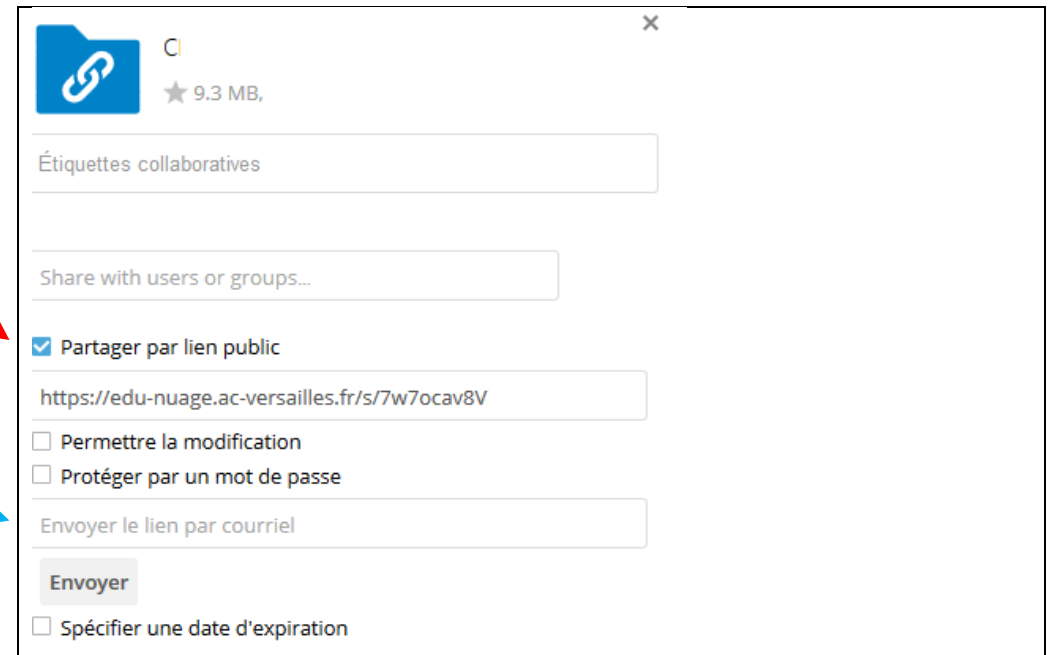 9.3 MB,
Étiquettes collaboratives
Share with users or groups...
Partager par lien public
https://edu-nuage.ac-versailles.fr/s/7w7ocav8V
Permettre la modification
Protéger par un mot de passe
Envoyer le lien par courriel
Envoyer
Spécifier une date d'expiration